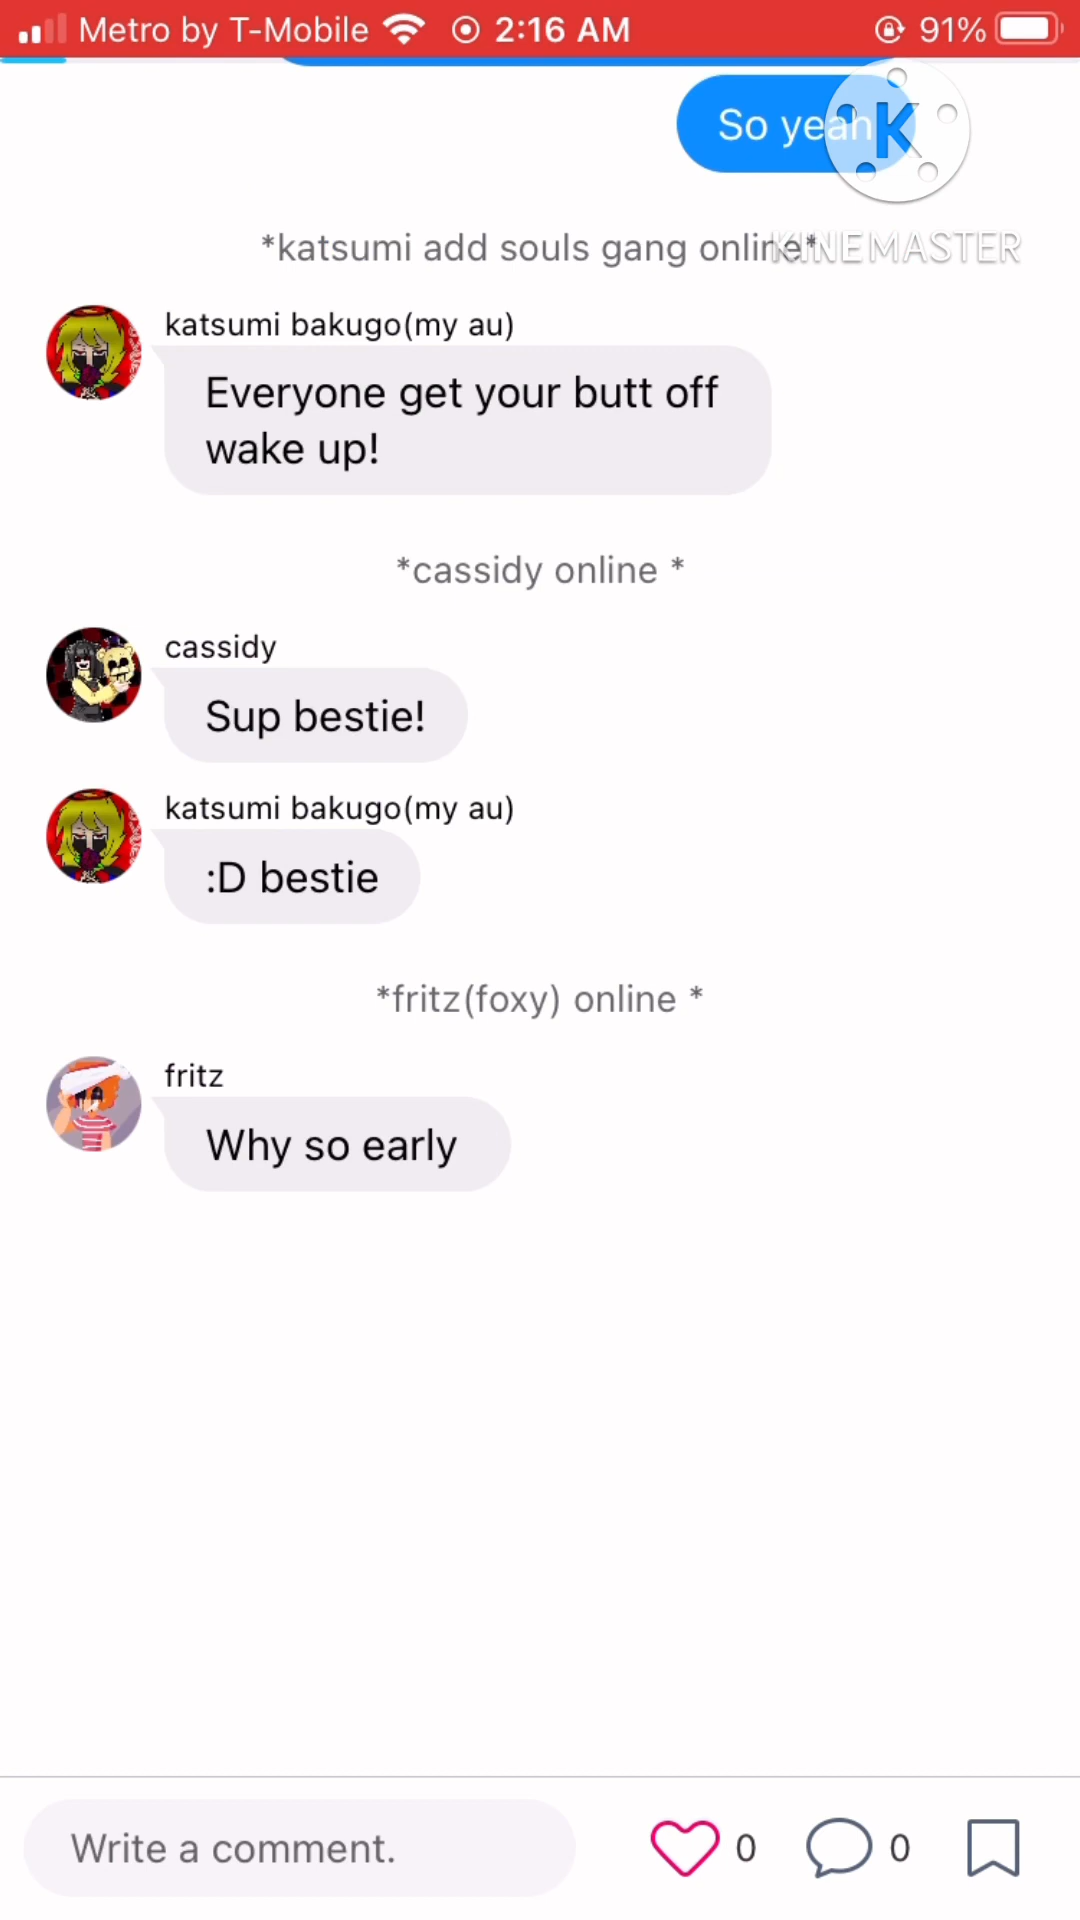 Metro by T-Mobile 2:16 AM 91%
So yeah
K
*katsumi add souls gang online*
KINEMASTER
katsumi bakugo(my au)
Everyone get your butt off
wake up!
*cassidy online *
cassidy
Sup bestie!
katsumi bakugo(my au)
:D bestie
*fritz(foxy) online *
fritz
Why so early
Write a comment. 0 0